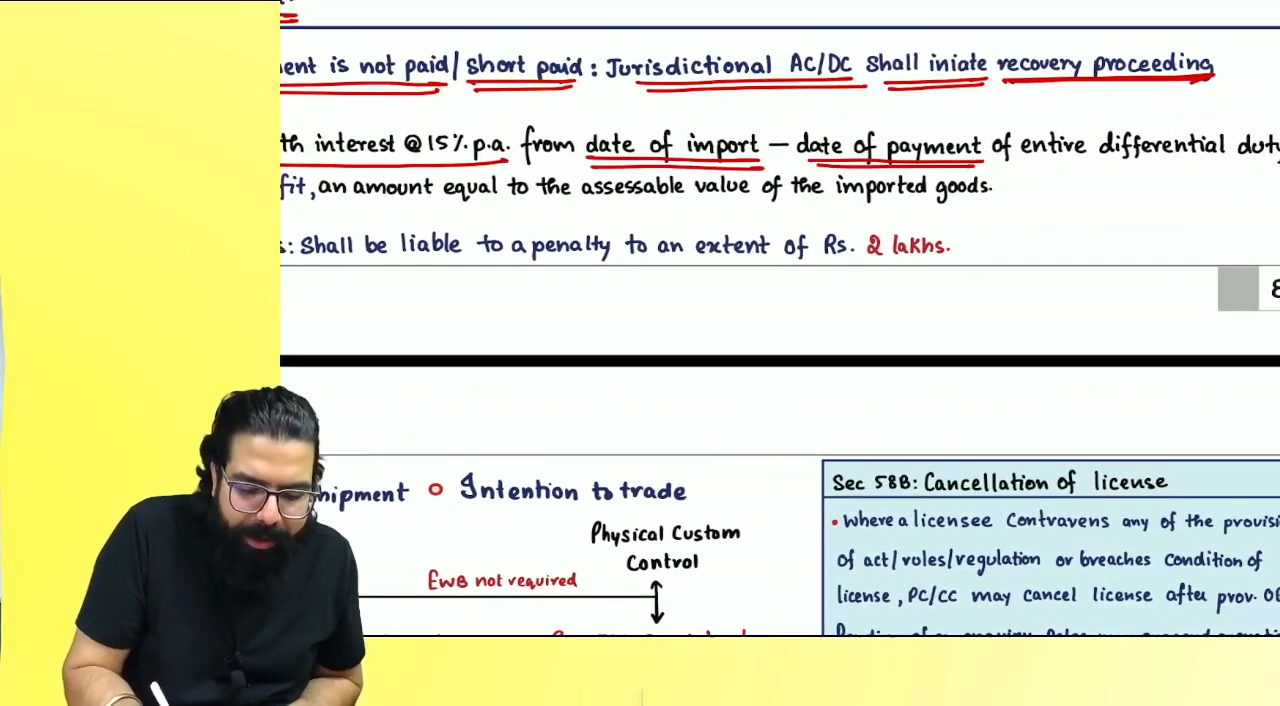 ent is not paid/ Short paid : Jurisdictional AC/DC Shall iniate recovery proceeding
th interest @ 15%. p.a. from date of import — date of payment of entire differential duty
fit, an amount equal to the assessable value of the imported goods.
s: Shall be liable to a penalty to an extent of Rs. 2 lakhs.
hipment o Intention to trade
Physical Custom
Control
EWB not required
Sec 58B: Cancellation of license
• Where a licensee Contravens any of the provisi
of act/rules/regulation or breaches Condition of
license, PC/CC may cancel license after prov. O